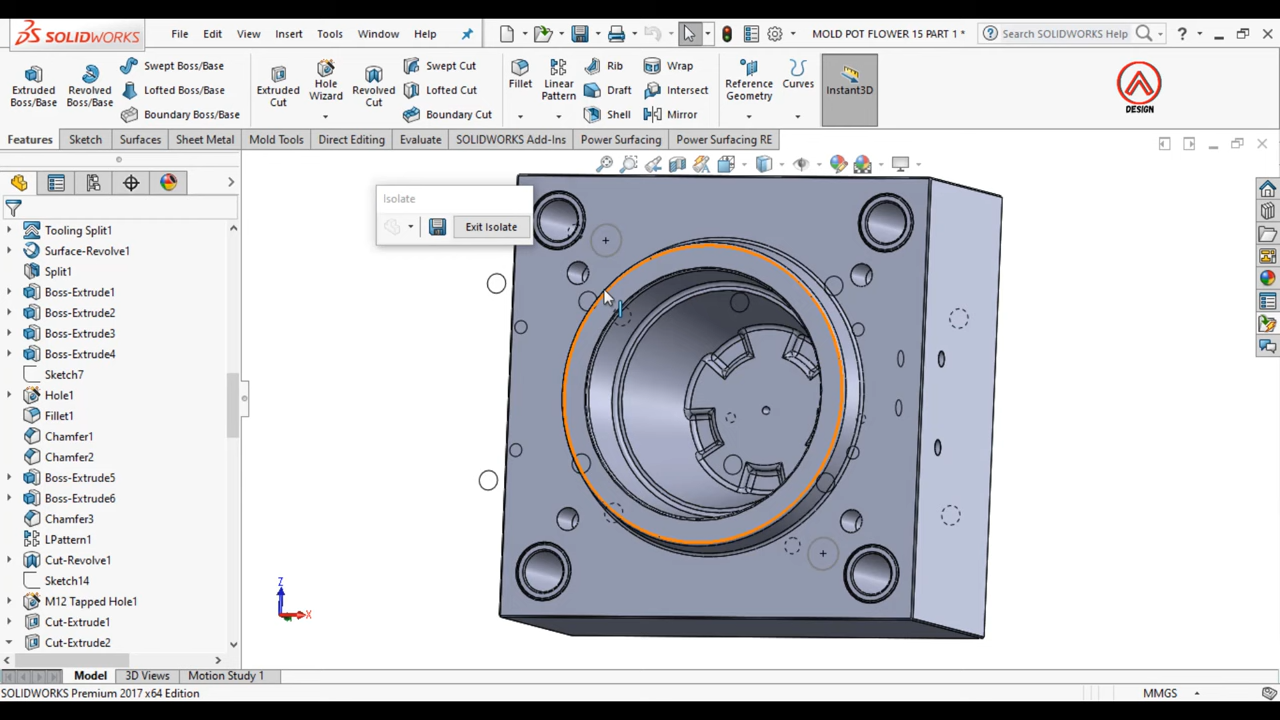 SOLIDWORKS File Edit View Insert Tools Window Help MOLD POT FLOWER 15 PART 1 * Search SOLIDWORKS Help ?
Extruded Boss/Base
Revolved Boss/Base
Swept Boss/Base
Lofted Boss/Base
Boundary Boss/Base
Extruded Cut
Hole Wizard
Revolved Cut
Swept Cut
Lofted Cut
Boundary Cut
Fillet
Linear Pattern
Rib
Draft
Shell
Wrap
Intersect
Mirror
Reference Geometry
Curves
Instant3D
DESIGN
Features Sketch Surfaces Sheet Metal Mold Tools Direct Editing Evaluate SOLIDWORKS Add-Ins Power Surfacing Power Surfacing RE
Isolate
Exit Isolate
Tooling Split1
Surface-Revolve1
Split1
Boss-Extrude1
Boss-Extrude2
Boss-Extrude3
Boss-Extrude4
Sketch7
Hole1
Fillet1
Chamfer1
Chamfer2
Boss-Extrude5
Boss-Extrude6
Chamfer3
LPattern1
Cut-Revolve1
Sketch14
M12 Tapped Hole1
Cut-Extrude1
Cut-Extrude2
Z
X
Model 3D Views Motion Study 1
SOLIDWORKS Premium 2017 x64 Edition MMGS